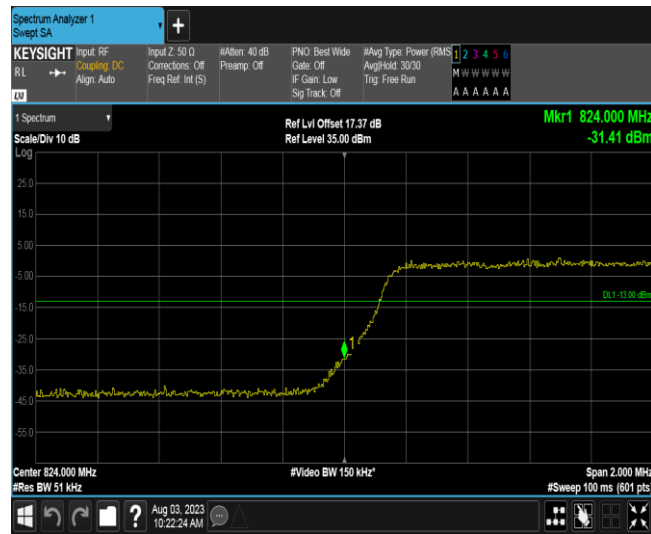 Spectrum Analyzer 1
Swept SA
KEYSIGHT
RL
LXI
Input: RF
Coupling: DC
Align: Auto
Input Z: 50 Ω
Corrections: Off
Freq Ref: Int (S)
#Atten: 40 dB
Preamp: Off
PNO: Best Wide
Gate: Off
IF Gain: Low
Sig Track: Off
#Avg Type: Power (RMS
Avg|Hold: 30/30
Trig: Free Run
1 2 3 4 5 6
M W W W W W
A A A A A A
1 Spectrum
Scale/Div 10 dB
Log
Ref Lvl Offset 17.37 dB
Ref Level 35.00 dBm
Mkr1 824.000 MHz
-31.41 dBm
25.0
15.0
5.00
-5.00
DL1 -13.00 dBm
-15.0
1
-35.0
-45.0
-55.0
Center 824.000 MHz
#Video BW 150 kHz*
Span 2.000 MHz
#Res BW 51 kHz
#Sweep 100 ms (601 pts)
?
Aug 03, 2023
10:22:24 AM